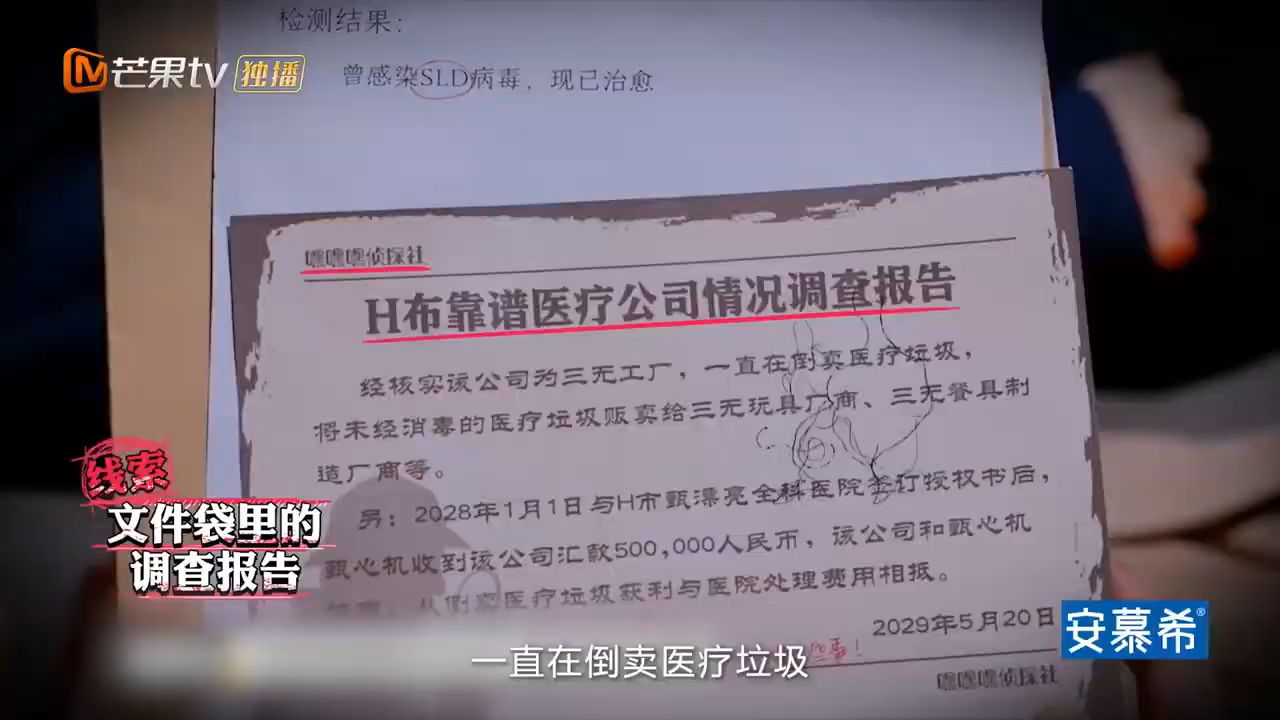 检测结果:
芒果tv 独播
曾感染SLD病毒,现已治愈
嘿嘿嘿侦探社
H布靠谱医疗公司情况调查报告
经核实该公司为三无工厂,一直在倒卖医疗垃圾,
将未经消毒的医疗垃圾贩卖给三无玩具厂商、三无餐具制
造厂商等。
另:2028年1月1日与H市甄漂亮全科医院签订授权书后,
甄心机收到该公司汇款500,000人民币,该公司和甄心机
从倒卖医疗垃圾获利与医院处理费用相抵。
2029年5月20日
嘿嘿嘿侦探社
线索
文件袋里的
调查报告
安慕希®
一直在倒卖医疗垃圾